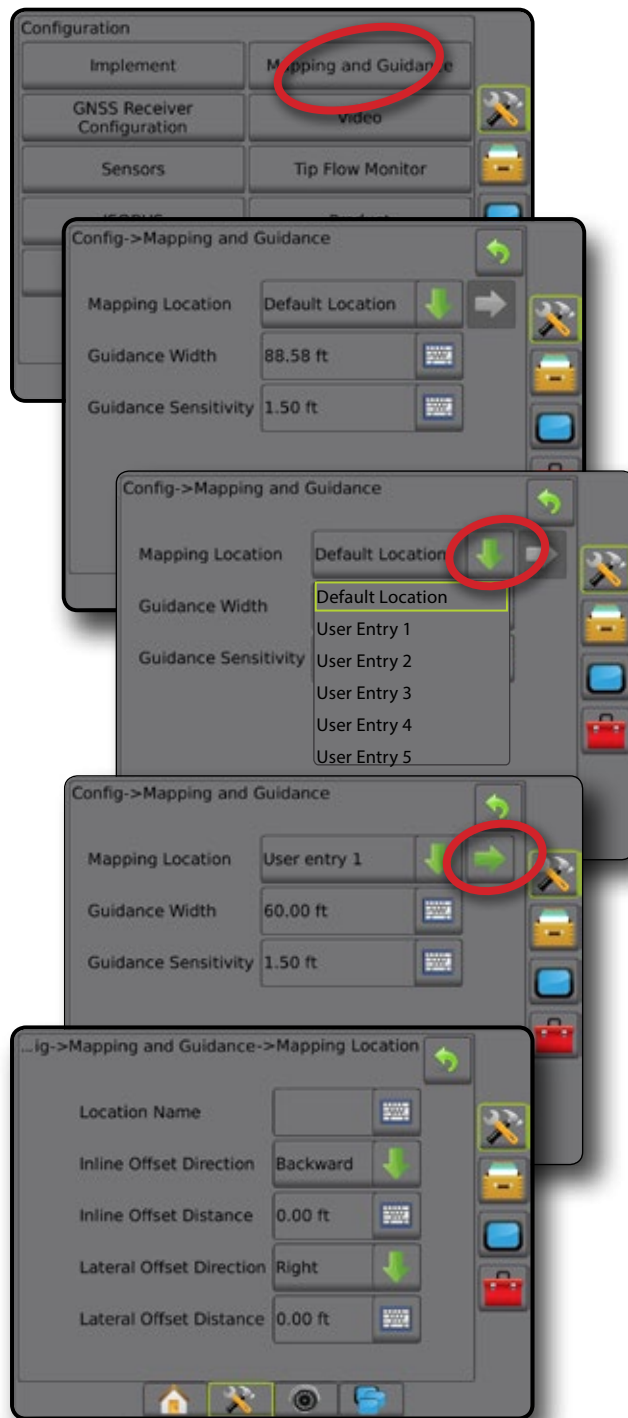 Configuration
Implement
Mapping and Guidance
GNSS Receiver
Configuration
Video
Sensors
Tip Flow Monitor
Config->Mapping and Guidance
Mapping Location
Default Location
Guidance Width
88.58 ft
Guidance Sensitivity
1.50 ft
Config->Mapping and Guidance
Mapping Location
Default Location
Guidance Width
Guidance Sensitivity
Default Location
User Entry 1
User Entry 2
User Entry 3
User Entry 4
User Entry 5
Config->Mapping and Guidance
Mapping Location
User entry 1
Guidance Width
60.00 ft
Guidance Sensitivity
1.50 ft
...ig->Mapping and Guidance->Mapping Location
Location Name
Inline Offset Direction
Backward
Inline Offset Distance
0.00 ft
Lateral Offset Direction
Right
Lateral Offset Distance
0.00 ft